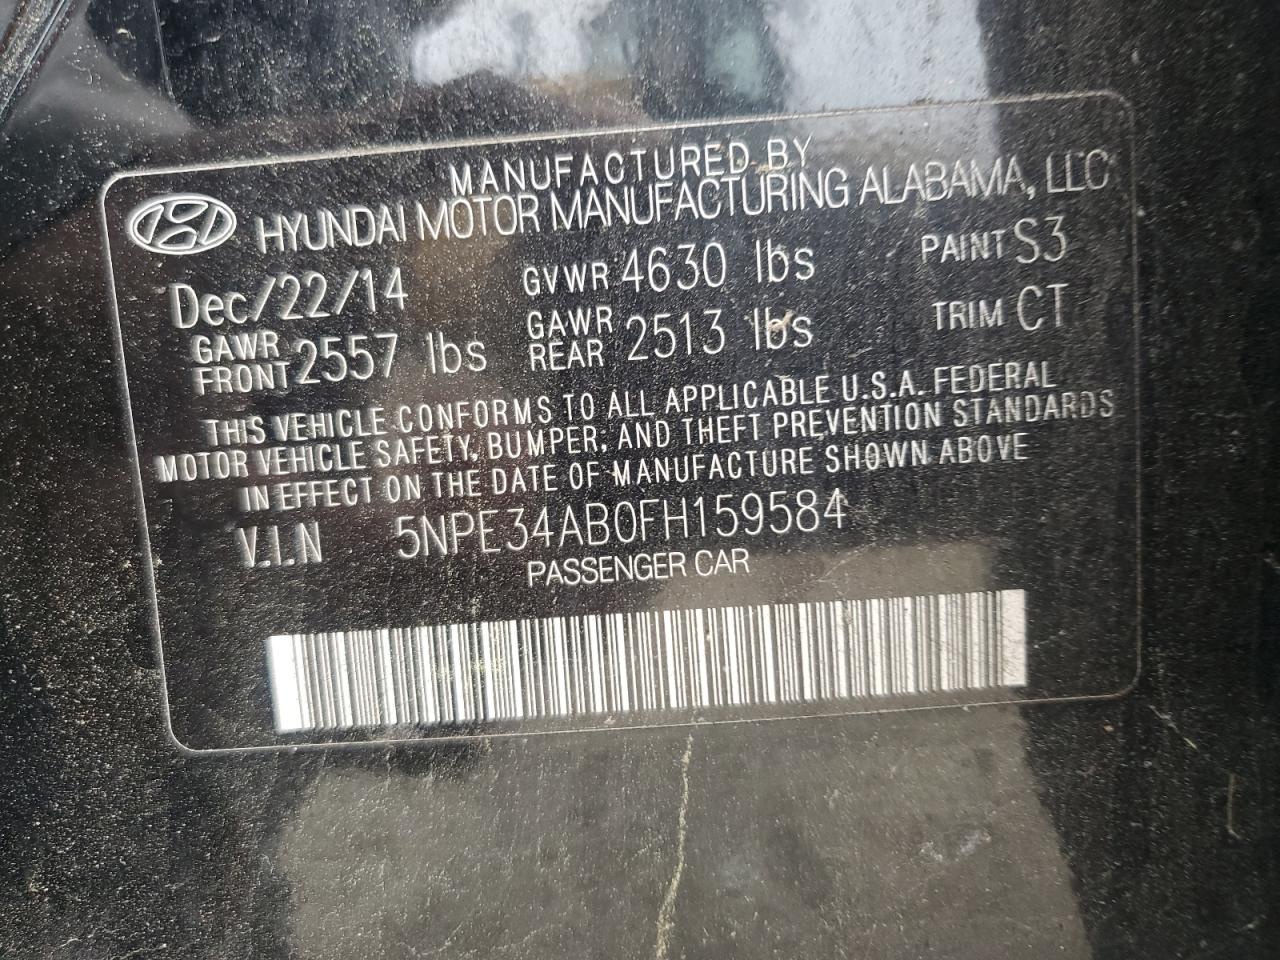 MANUFACTURED BY
HYUNDAI MOTOR MANUFACTURING ALABAMA, LLC
Dec/22/14 GVWR 4630 lbs PAINT S3
GAWR FRONT 2557 lbs GAWR REAR 2513 lbs TRIM CT
THIS VEHICLE CONFORMS TO ALL APPLICABLE U.S.A. FEDERAL
MOTOR VEHICLE SAFETY, BUMPER, AND THEFT PREVENTION STANDARDS
IN EFFECT ON THE DATE OF MANUFACTURE SHOWN ABOVE
V.I.N 5NPE34AB0FH159584
PASSENGER CAR